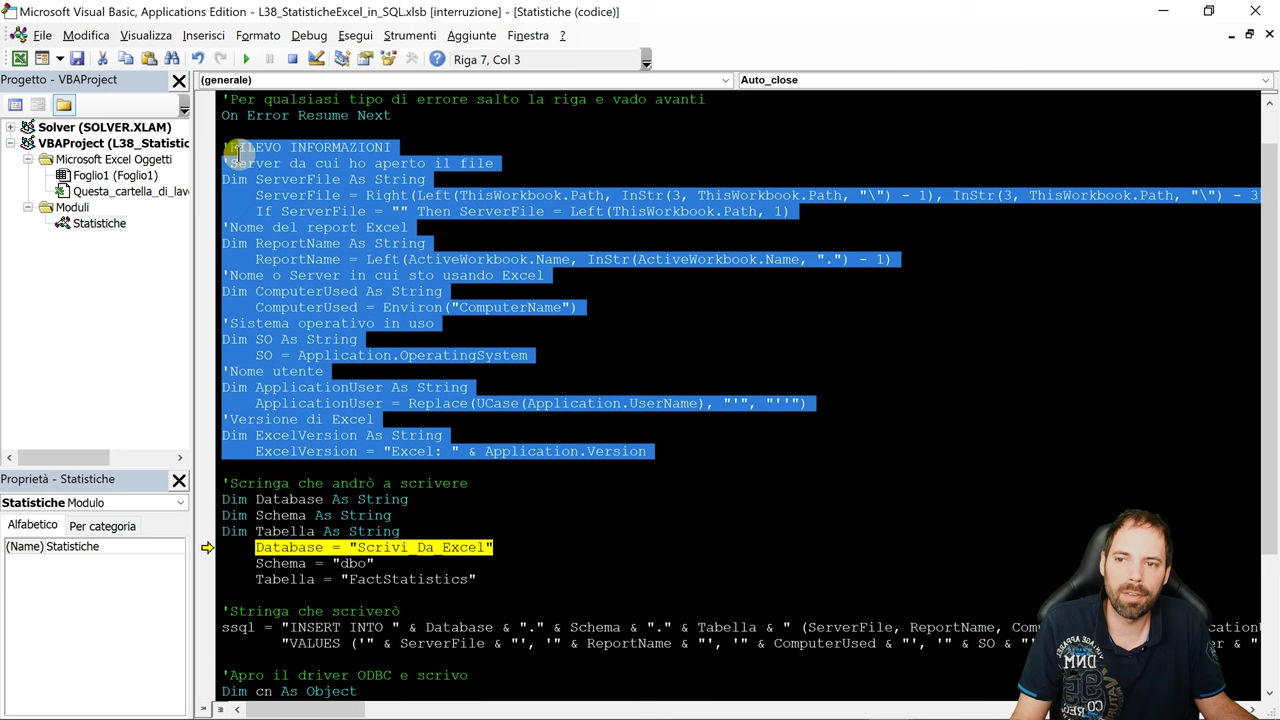 Microsoft Visual Basic, Applications Edition - L38_StatisticheExcel_in_SQL.xlsb [interruzione] - [Statistiche (codice)]
File Modifica Visualizza Inserisci Formato Debug Esegui Strumenti Aggiunte Finestra ?
Riga 7, Col 3
Progetto - VBAProject
(generale)
Auto_close
Solver (SOLVER.XLAM)
VBAProject (L38_Statistic
Microsoft Excel Oggetti
Foglio1 (Foglio1)
Questa_cartella_di_lav
Moduli
Statistiche
Proprietà - Statistiche
Statistiche Modulo
Alfabetico Per categoria
(Name) Statistiche
'Per qualsiasi tipo di errore salto la riga e vado avanti
On Error Resume Next
'RILEVO INFORMAZIONI
'Server da cui ho aperto il file
Dim ServerFile As String
ServerFile = Right(Left(ThisWorkbook.Path, InStr(3, ThisWorkbook.Path, "\") - 1), InStr(3, ThisWorkbook.Path, "\") - 3
If ServerFile = "" Then ServerFile = Left(ThisWorkbook.Path, 1)
'Nome del report Excel
Dim ReportName As String
ReportName = Left(ActiveWorkbook.Name, InStr(ActiveWorkbook.Name, ".") - 1)
'Nome o Server in cui sto usando Excel
Dim ComputerUsed As String
ComputerUsed = Environ("ComputerName")
'Sistema operativo in uso
Dim SO As String
SO = Application.OperatingSystem
'Nome utente
Dim ApplicationUser As String
ApplicationUser = Replace(UCase(Application.UserName), "'", "''")
'Versione di Excel
Dim ExcelVersion As String
ExcelVersion = "Excel: " & Application.Version
'Scringa che andrò a scrivere
Dim Database As String
Dim Schema As String
Dim Tabella As String
Database = "Scrivi_Da_Excel"
Schema = "dbo"
Tabella = "FactStatistics"
'Stringa che scriverò
ssql = "INSERT INTO " & Database & "." & Schema & "." & Tabella & " (ServerFile, ReportName, Com
"VALUES ('" & ServerFile & "', '" & ReportName & "', '" & ComputerUsed & "', '" & SO & "'
'Apro il driver ODBC e scrivo
Dim cn As Object